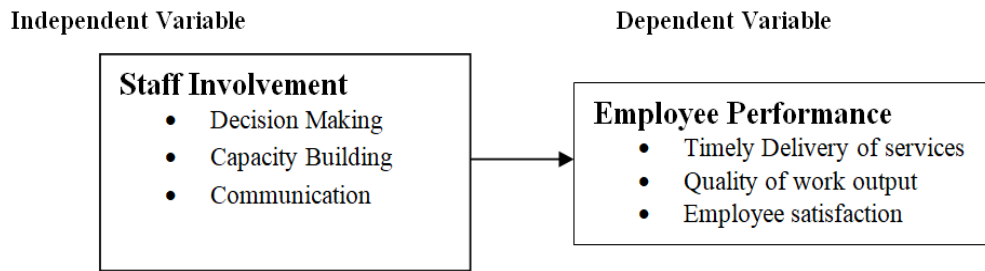 Independent Variable
Dependent Variable
Staff Involvement
• Decision Making
• Capacity Building
• Communication
Employee Performance
• Timely Delivery of services
• Quality of work output
• Employee satisfaction